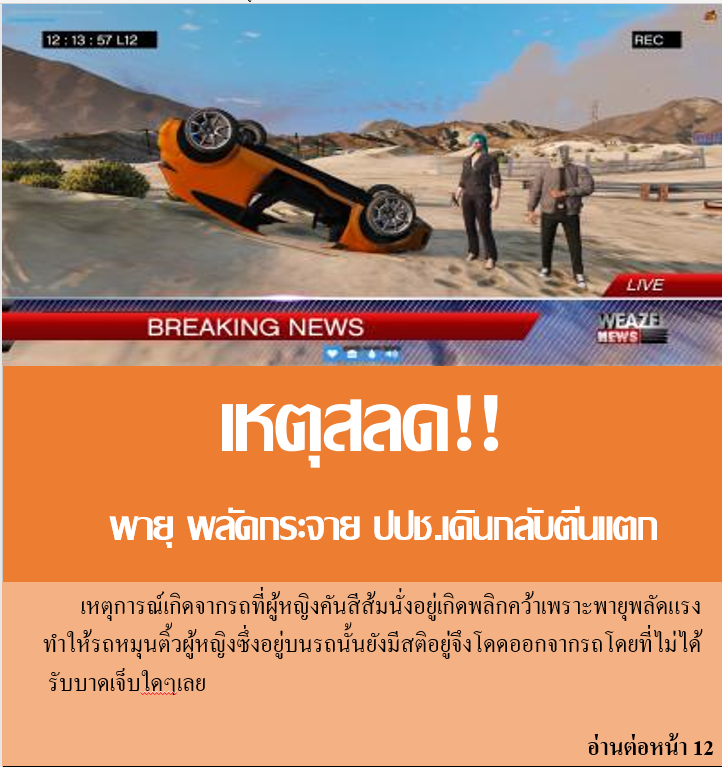 12 : 13 : 57 L12
REC
LIVE
BREAKING NEWS
WEAZEL
NEWS
เหตุสลด!!
พายุ พลัดกระจาย ปปช.เดินกลับตีนแตก
เหตุการณ์เกิดจากรถที่ผู้หญิงคันสีส้มนั่งอยู่เกิดพลิกคว้าเพราะพายุพลัดแรง
ทำให้รถหมุนติ้วผู้หญิงซึ่งอยู่บนรถนั้นยังมีสติอยู่จึงโดดออกจากรถโดยที่ไม่ได้
รับบาดเจ็บใดๆเลย
อ่านต่อหน้า 12